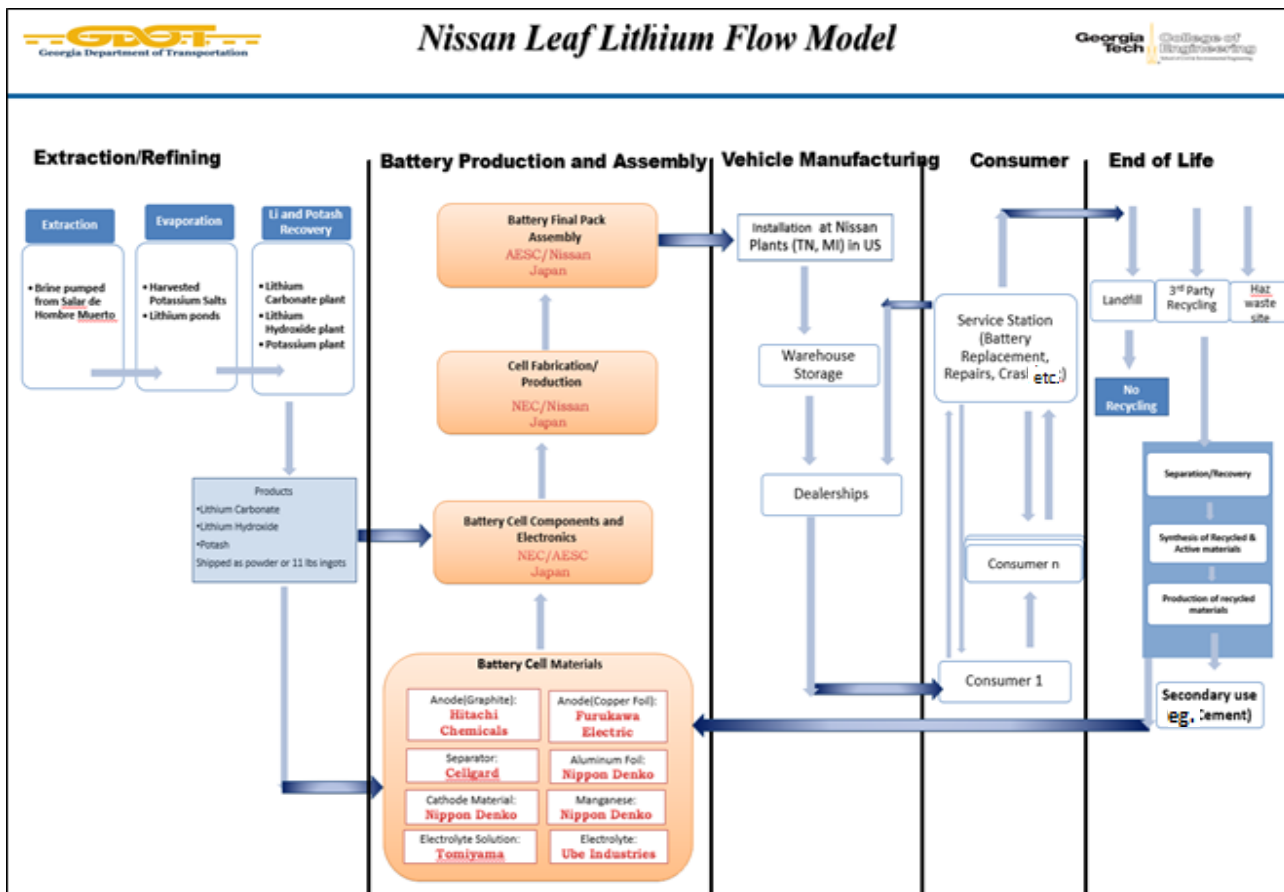 GDOT
Georgia Department of Transportation
Nissan Leaf Lithium Flow Model
Georgia
Tech
College of
Engineering
Extraction/Refining
Battery Production and Assembly
Vehicle Manufacturing
Consumer
End of Life
Extraction
• Brine pumped
from Salar de
Hombre Muerto
Evaporation
• Harvested
Potassium Salts
• Lithium ponds
Li and Potash
Recovery
• Lithium
Carbonate plant
• Lithium
Hydroxide plant
• Potassium plant
Products
•Lithium Carbonate
•Lithium Hydroxide
•Potash
Shipped as powder or 11 lbs ingots
Battery Final Pack
Assembly
AESC/Nissan
Japan
Cell Fabrication/
Production
NEC/Nissan
Japan
Battery Cell Components and
Electronics
NEC/AESC
Japan
Battery Cell Materials
Anode(Graphite):
Hitachi
Chemicals
Anode(Copper Foil):
Furukawa
Electric
Separator:
Cellgard
Aluminum Foil:
Nippon Denko
Cathode Material:
Nippon Denko
Manganese:
Nippon Denko
Electrolyte Solution:
Tomiyama
Electrolyte:
Ube Industries
Installation at Nissan
Plants (TN, MI) in US
Warehouse
Storage
Dealerships
Service Station
(Battery
Replacement,
Repairs, Crash etc.)
Consumer n
Consumer 1
Landfill
3rd Party
Recycling
Haz
waste
site
No
Recycling
Separation/Recovery
Synthesis of Recycled &
Active materials
Production of recycled
materials
Secondary use
eg. Cement)